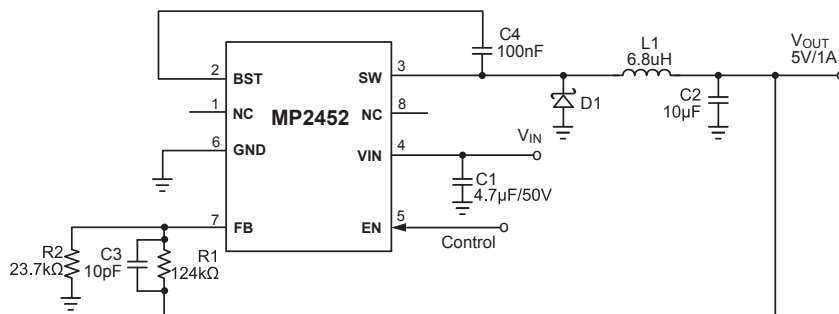 C4
100nF
L1
6.8uH
VOUT
5V/1A
2
BST
SW
3
1
NC
NC
8
MP2452
D1
C2
10µF
6
GND
VIN
4
VIN
C1
4.7µF/50V
7
FB
EN
5
Control
R2
23.7kΩ
C3
10pF
R1
124kΩ